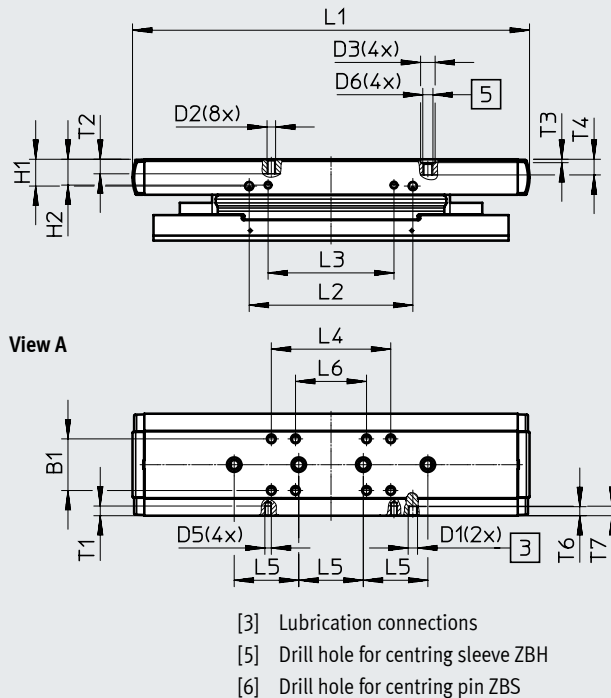 L1
D3(4x)
D6(4x)
5
D2(8x)
T2
T3
T4
H1
H2
L3
L2
View A
L4
L6
B1
T1
D5(4x)
D1(2x)
3
T6
T7
L5
L5
L5
[3] Lubrication connections
[5] Drill hole for centring sleeve ZBH
[6] Drill hole for centring pin ZBS